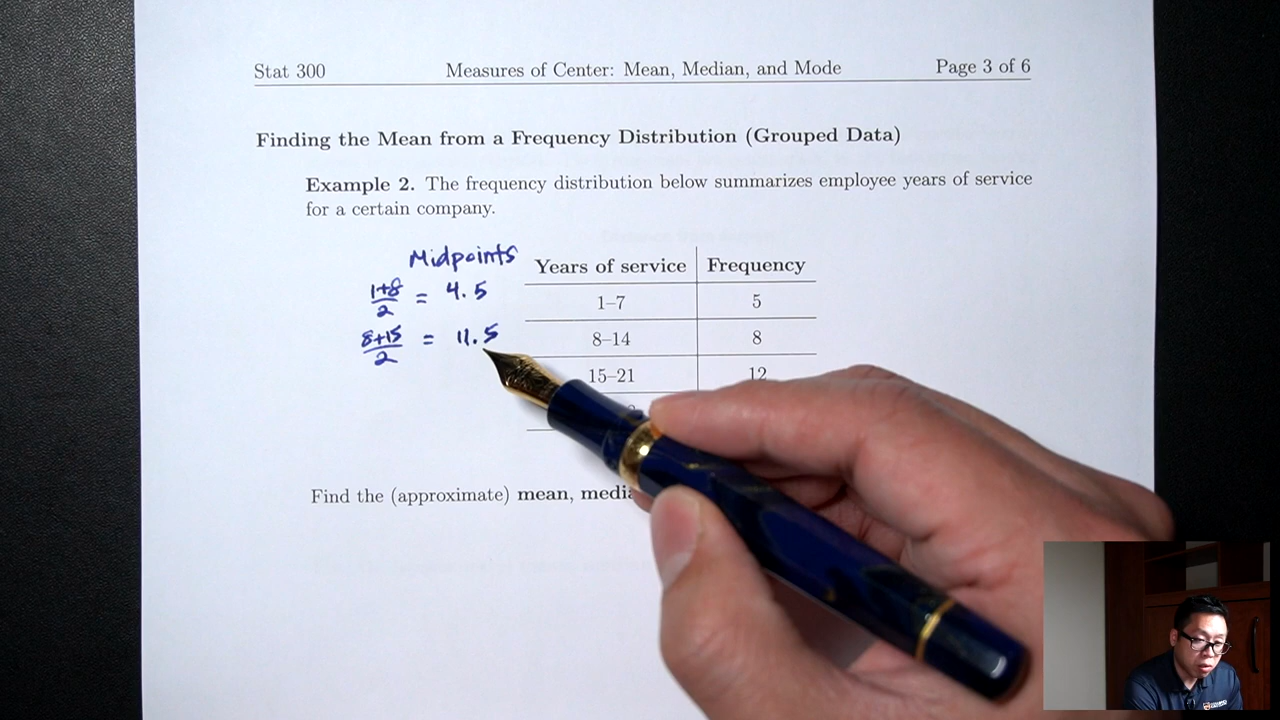 Stat 300 Measures of Center: Mean, Median, and Mode Page 3 of 6
Finding the Mean from a Frequency Distribution (Grouped Data)
Example 2. The frequency distribution below summarizes employee years of service
for a certain company.
Midpoints
Years of service Frequency
1+8/2 = 4.5
1–7 5
8+15/2 = 11.5
8–14 8
15–21 12
Find the (approximate) mean,